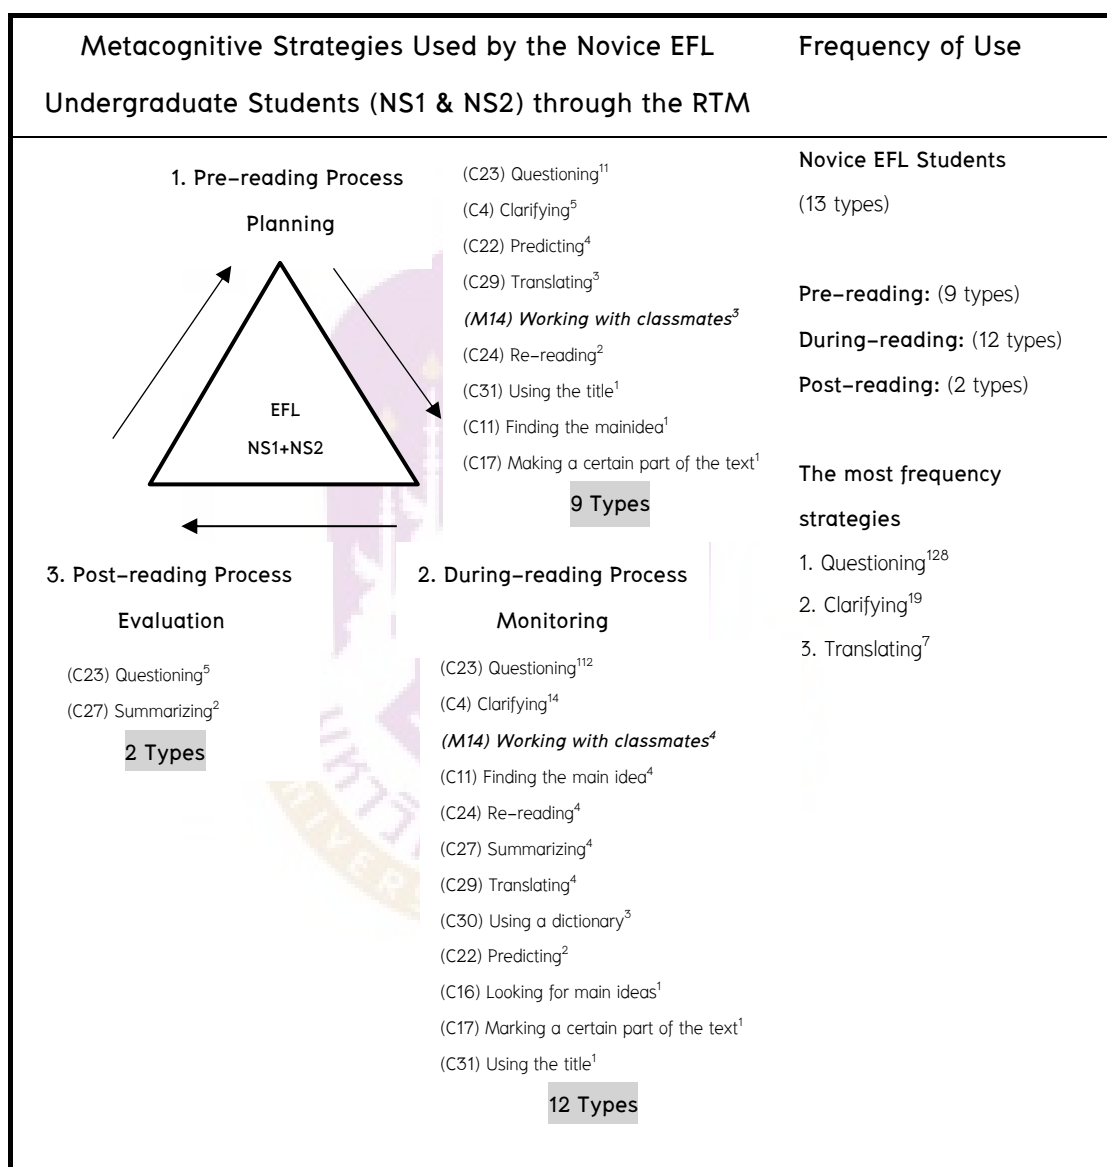 Metacognitive Strategies Used by the Novice EFL
Undergraduate Students (NS1 & NS2) through the RTM
Frequency of Use
1. Pre-reading Process
Planning
(C23) Questioning11
(C4) Clarifying5
(C22) Predicting4
(C29) Translating3
(M14) Working with classmates3
(C24) Re-reading2
(C31) Using the title1
(C11) Finding the mainidea1
(C17) Making a certain part of the text1
9 Types
EFL
NS1+NS2
3. Post-reading Process
Evaluation
(C23) Questioning5
(C27) Summarizing2
2 Types
2. During-reading Process
Monitoring
(C23) Questioning112
(C4) Clarifying14
(M14) Working with classmates4
(C11) Finding the main idea4
(C24) Re-reading4
(C27) Summarizing4
(C29) Translating4
(C30) Using a dictionary3
(C22) Predicting2
(C16) Looking for main ideas1
(C17) Marking a certain part of the text1
(C31) Using the title1
12 Types
Novice EFL Students
(13 types)
Pre-reading: (9 types)
During-reading: (12 types)
Post-reading: (2 types)
The most frequency
strategies
1. Questioning128
2. Clarifying19
3. Translating7